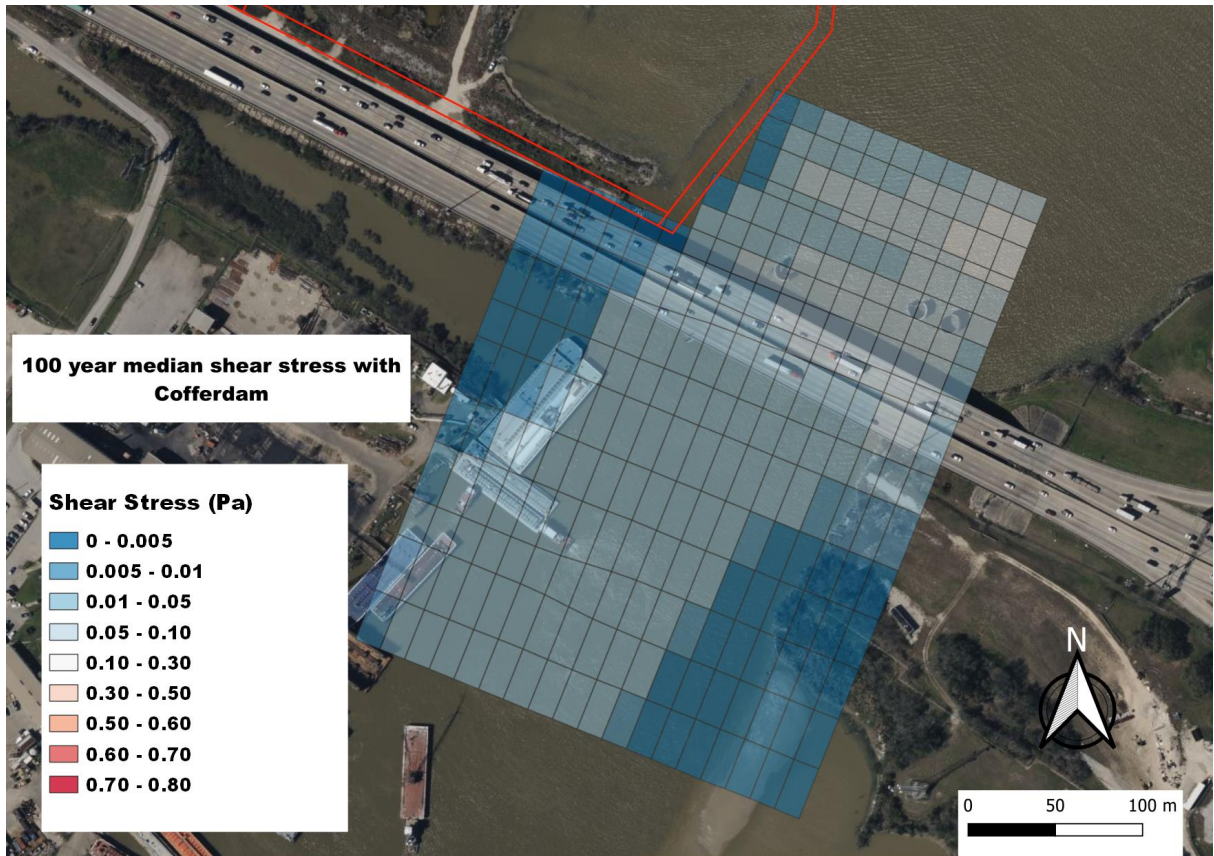 100 year median shear stress with
Cofferdam
Shear Stress (Pa)
0 - 0.005
0.005 - 0.01
0.01 - 0.05
0.05 - 0.10
0.10 - 0.30
0.30 - 0.50
0.50 - 0.60
0.60 - 0.70
0.70 - 0.80
N
0 50 100 m